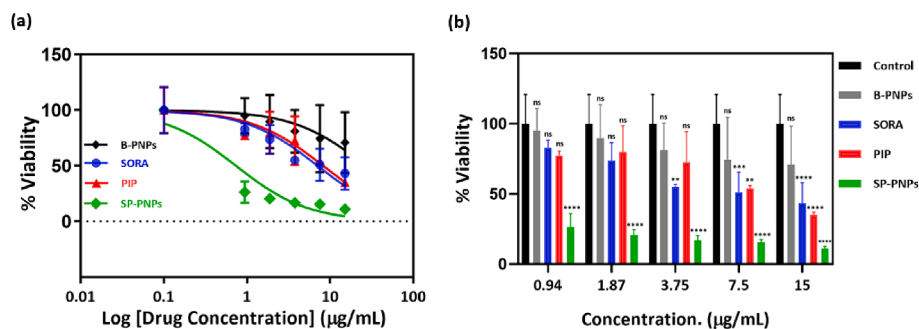 (a)
150
100
50
0
% Viability
B-PNPs
SORA
PIP
SP-PNPs
0.01 0.1 1 10 100
Log [Drug Concentration] (µg/mL)
(b)
150
100
50
0
% Viability
ns ns ns ns ns
ns ns ns ns
ns ns *** **
** **** ****
**** **** **** **** ****
0.94 1.87 3.75 7.5 15
Concentration. (µg/mL)
Control
B-PNPs
SORA
PIP
SP-PNPs